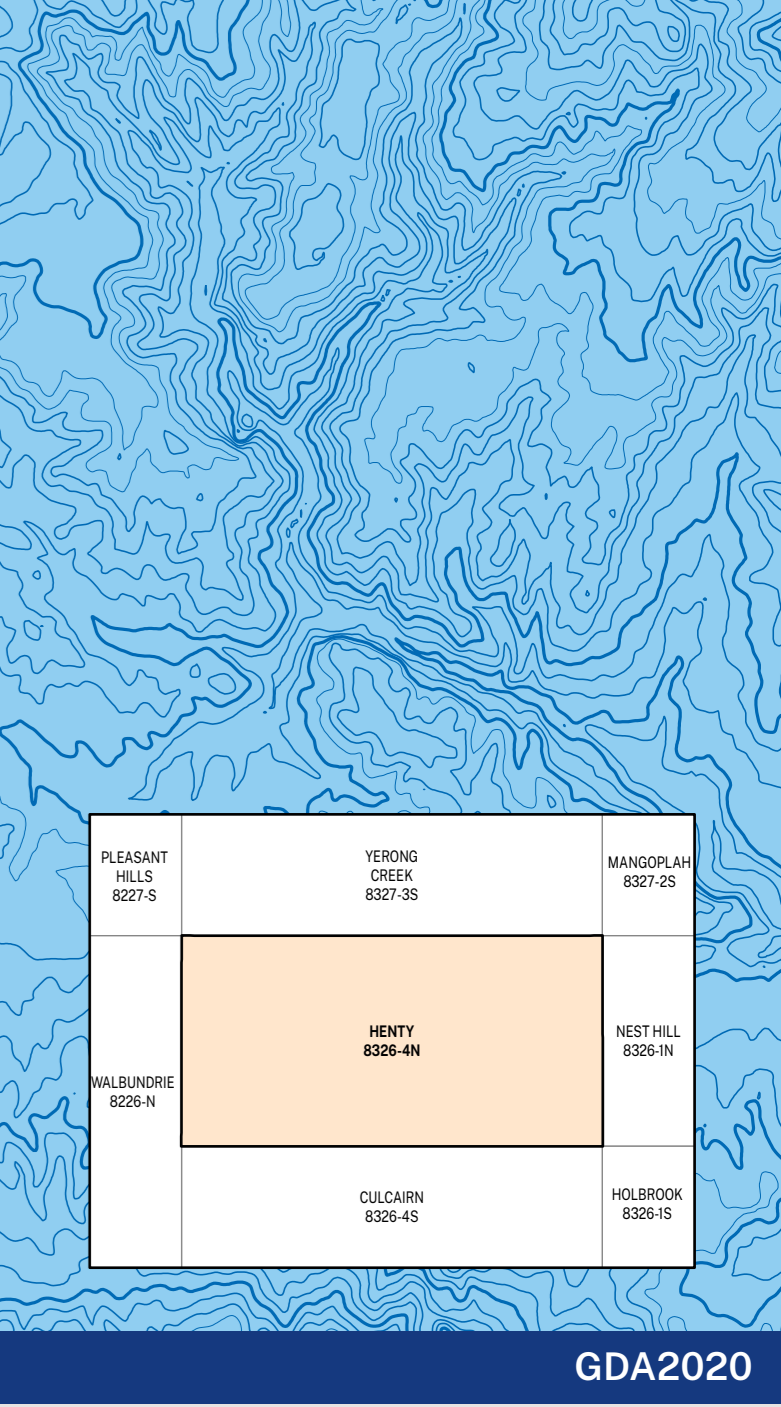 PLEASANT
HILLS
8227-S
YERONG
CREEK
8327-3S
MANGOPLAH
8327-2S
WALBUNDRIE
8226-N
HENTY
8326-4N
NEST HILL
8326-1N
CULCAIRN
8326-4S
HOLBROOK
8326-1S
GDA2020